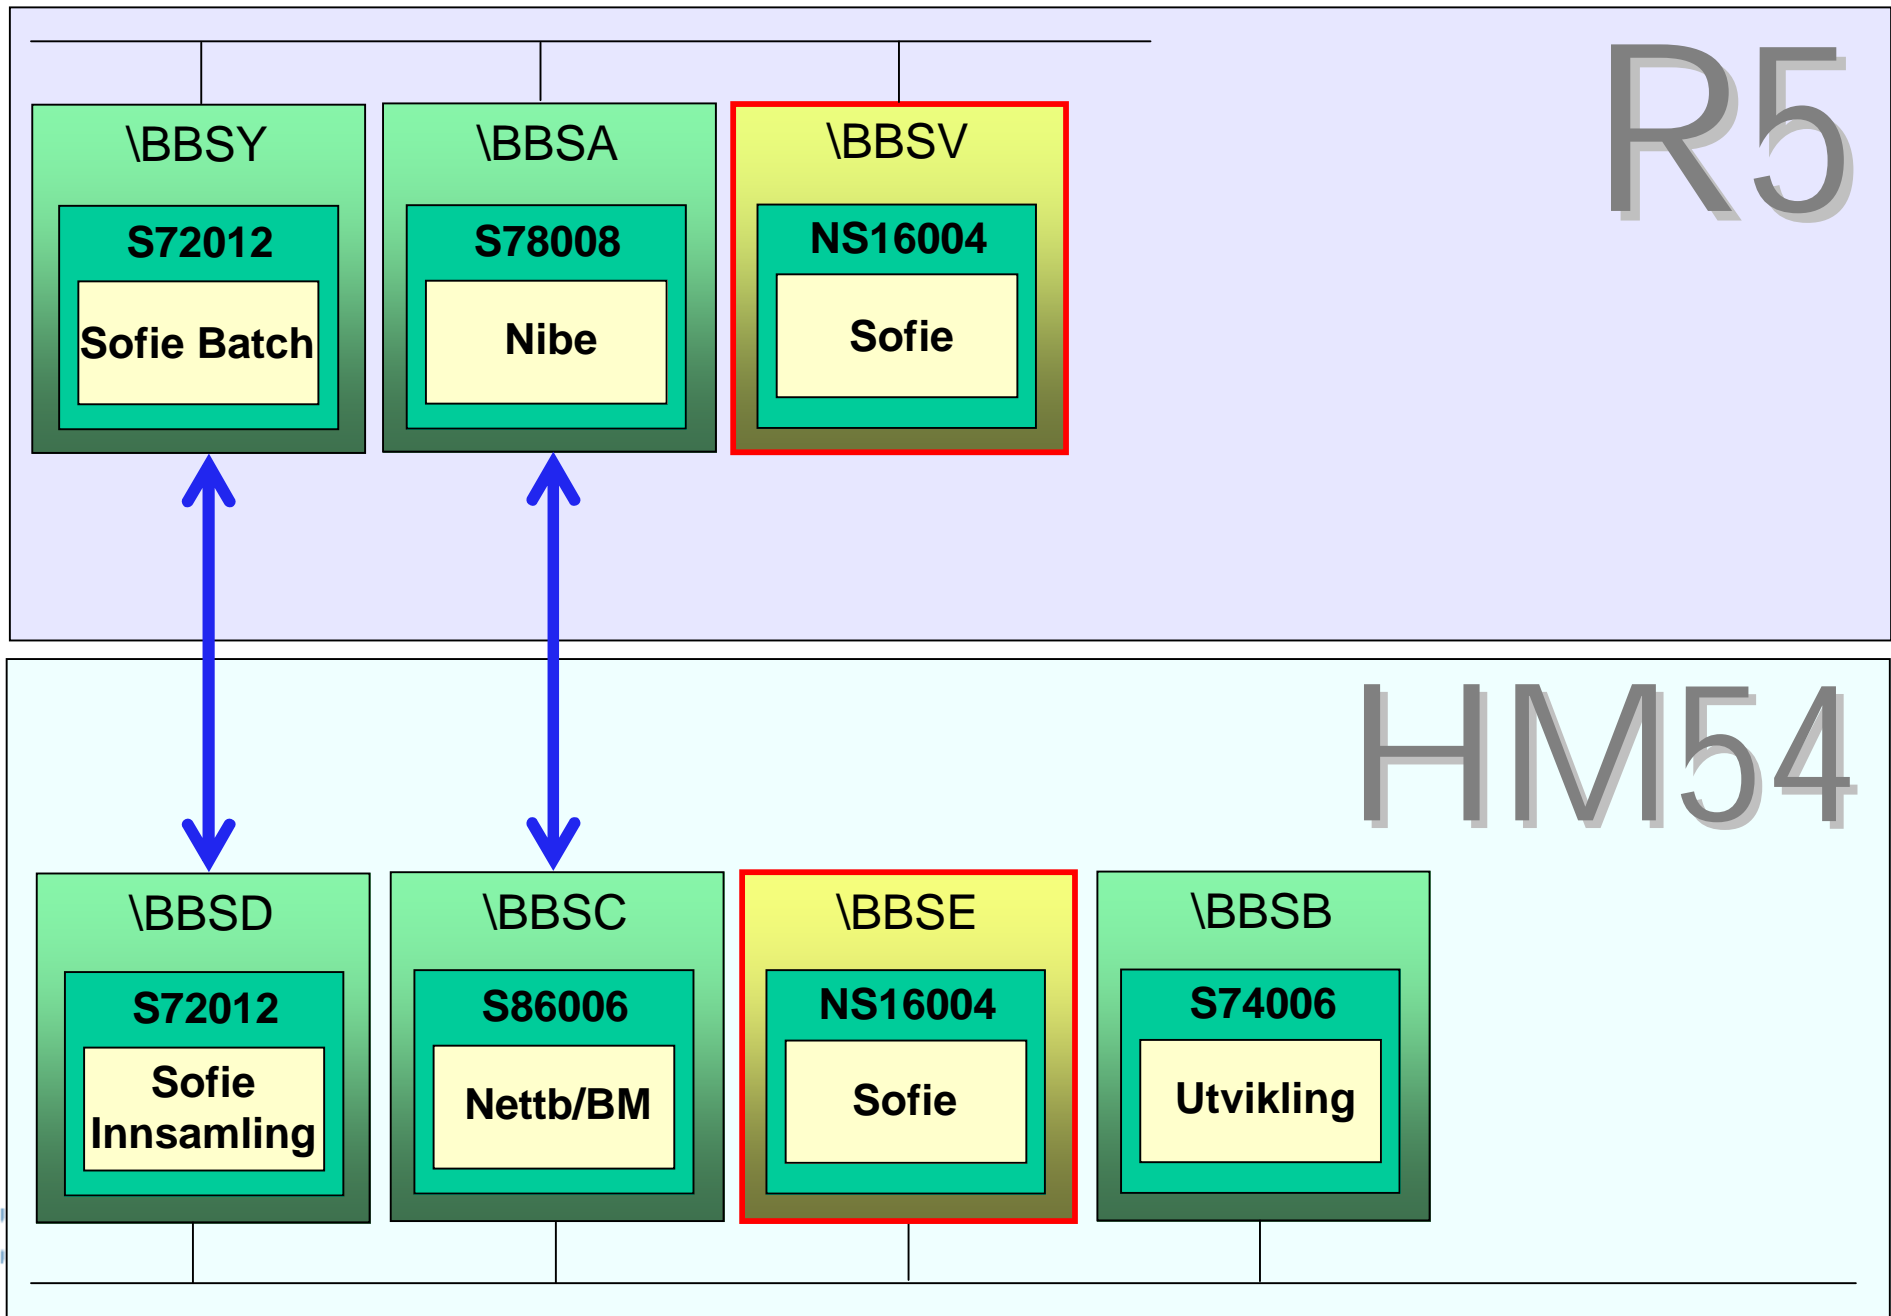 R5
\BBSY
S72012
Sofie Batch
\BBSA
S78008
Nibe
\BBSV
NS16004
Sofie
HM54
\BBSD
S72012
Sofie
Innsamling
\BBSC
S86006
Nettb/BM
\BBSE
NS16004
Sofie
\BBSB
S74006
Utvikling